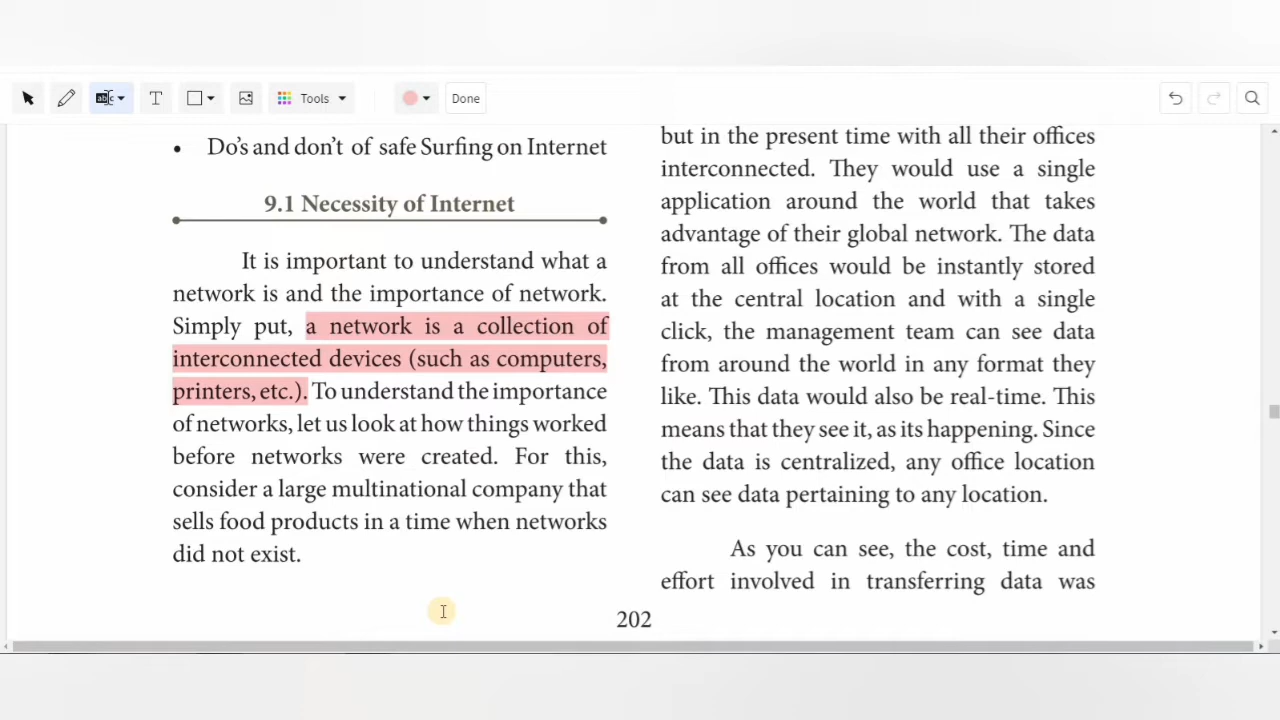 Tools
Done
• Do's and don't of safe Surfing on Internet
9.1 Necessity of Internet
It is important to understand what a
network is and the importance of network.
Simply put, a network is a collection of
interconnected devices (such as computers,
printers, etc.). To understand the importance
of networks, let us look at how things worked
before networks were created. For this,
consider a large multinational company that
sells food products in a time when networks
did not exist.
but in the present time with all their offices
interconnected. They would use a single
application around the world that takes
advantage of their global network. The data
from all offices would be instantly stored
at the central location and with a single
click, the management team can see data
from around the world in any format they
like. This data would also be real-time. This
means that they see it, as its happening. Since
the data is centralized, any office location
can see data pertaining to any location.
As you can see, the cost, time and
effort involved in transferring data was
202